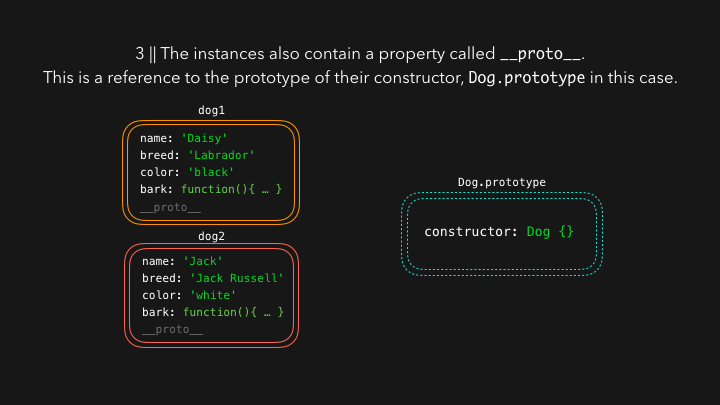 3 || The instances also contain a property called __proto__.
This is a reference to the prototype of their constructor, Dog.prototype in this case.
dog1
name: 'Daisy'
breed: 'Labrador'
color: 'black'
bark: function(){ … }
__proto__
dog2
name: 'Jack'
breed: 'Jack Russell'
color: 'white'
bark: function(){ … }
__proto__
Dog.prototype
constructor: Dog {}